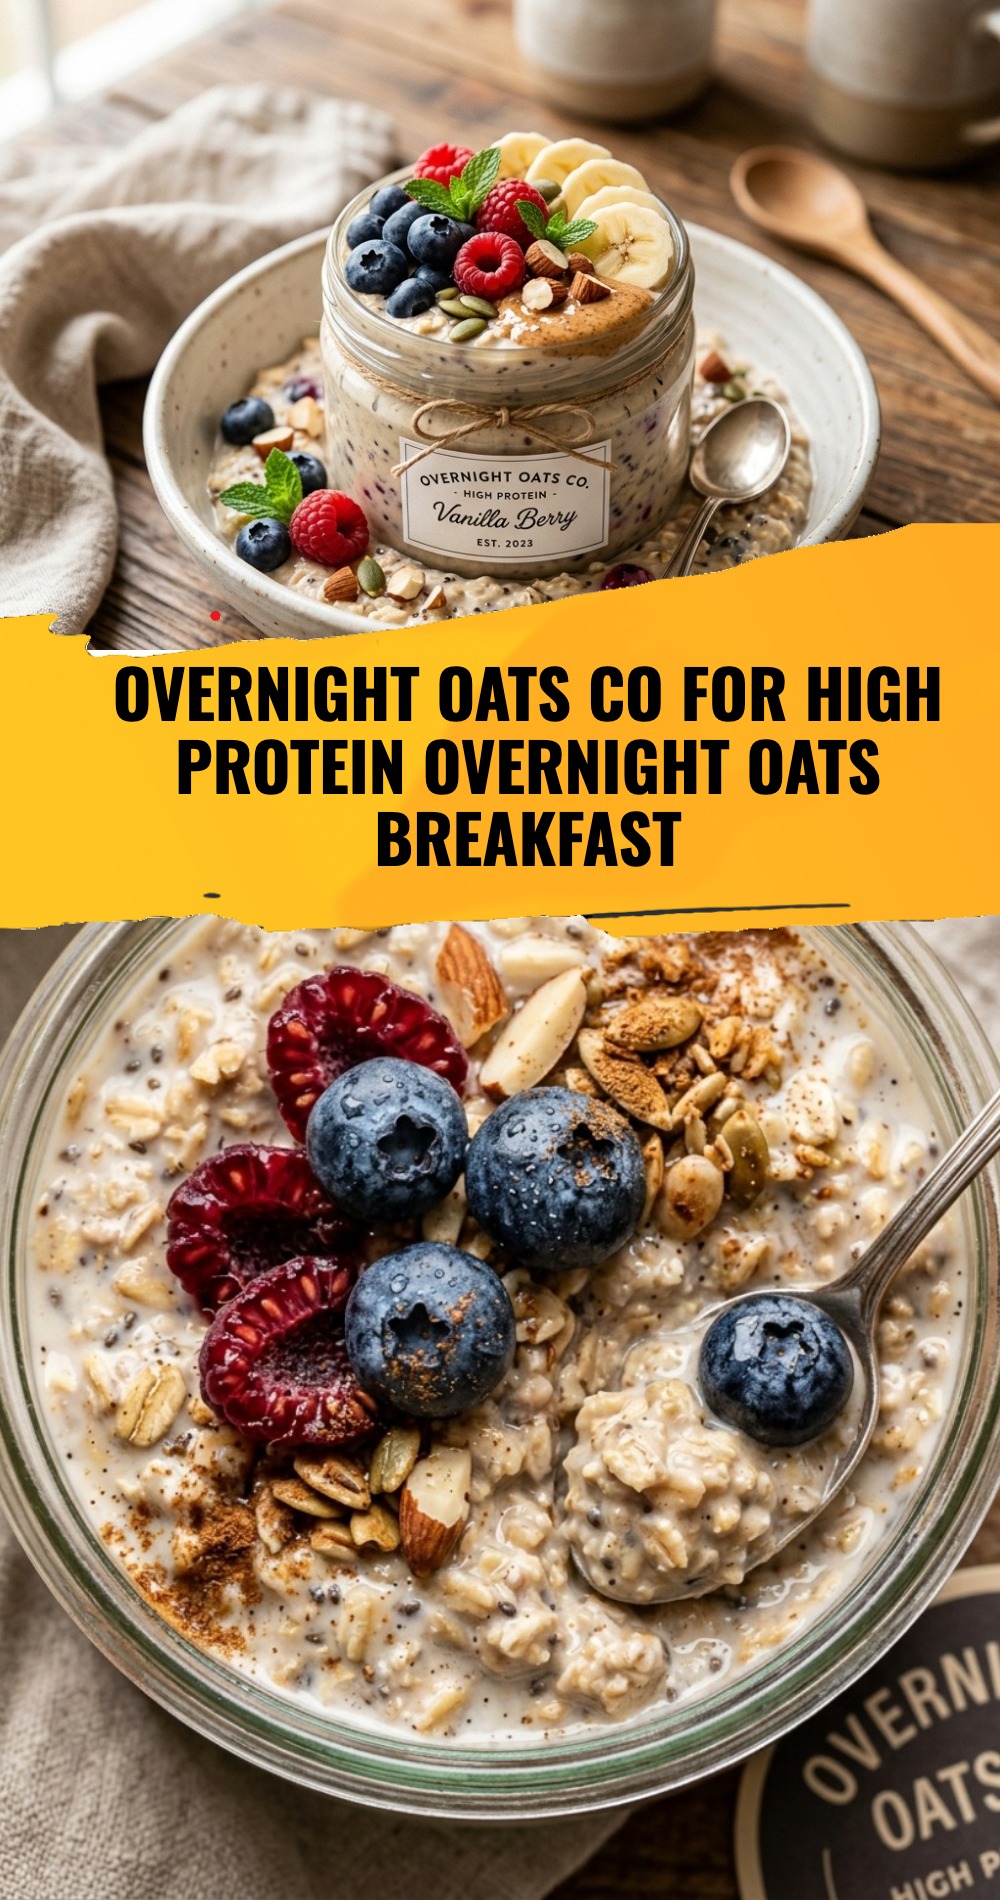 OVERNIGHT OATS CO.
- HIGH PROTEIN -
Vanilla Berry
EST. 2023
OVERNIGHT OATS CO FOR HIGH
PROTEIN OVERNIGHT OATS
BREAKFAST
OVERNI
OATS
HIGH P